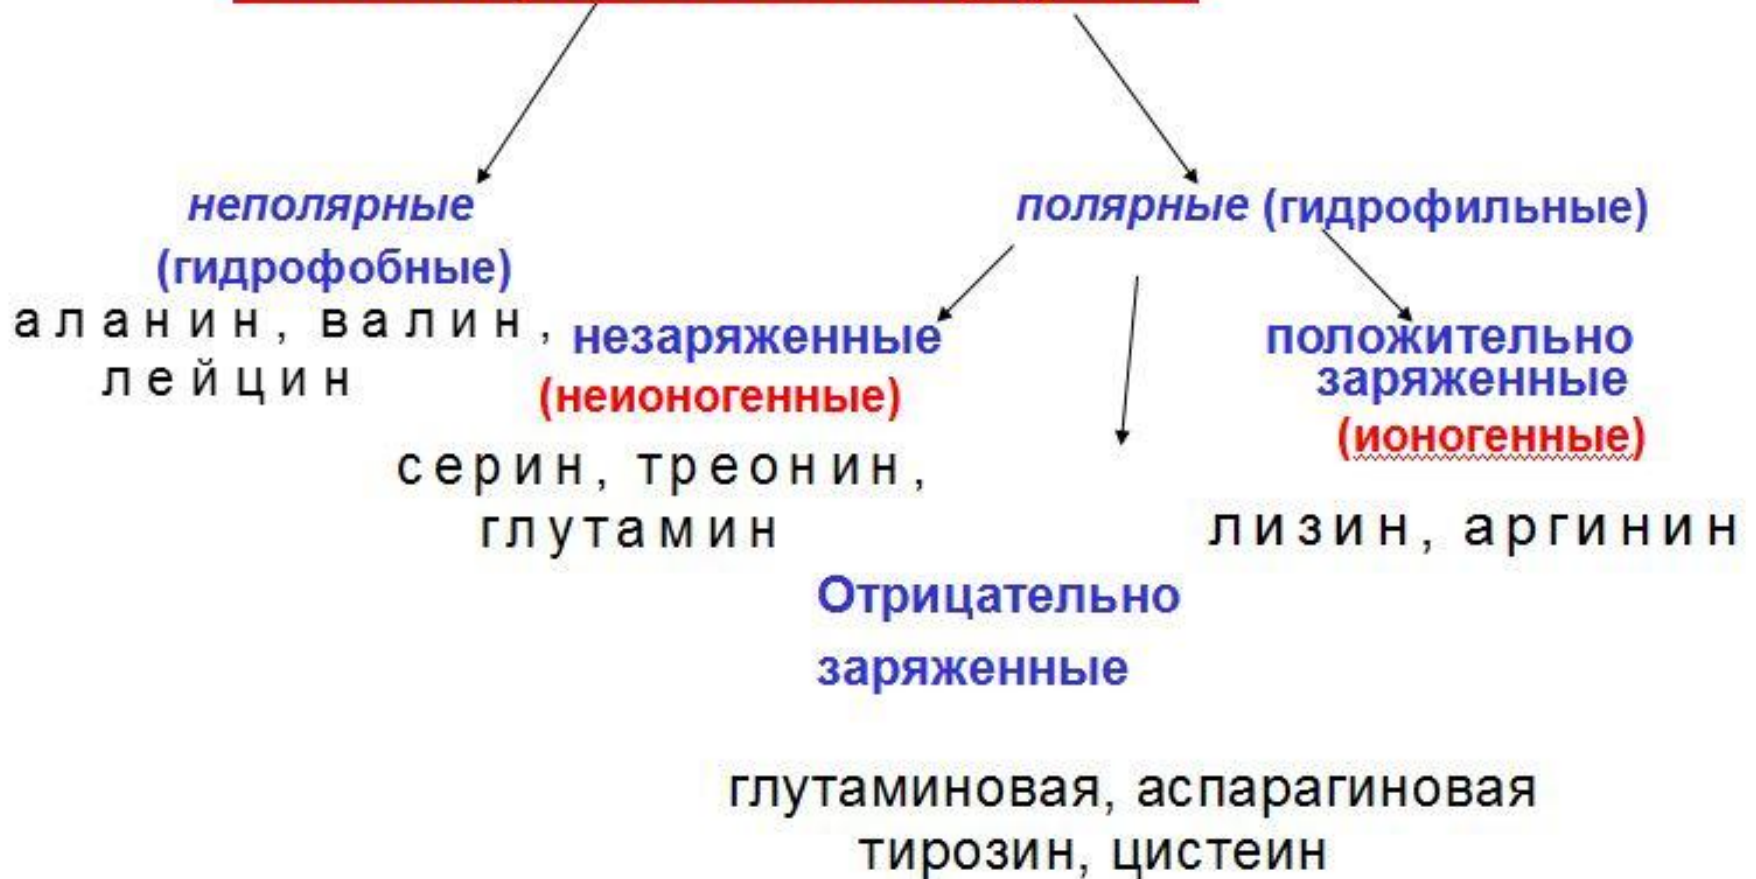 неполярные
(гидрофобные)
аланин, валин,
лейцин
полярные (гидрофильные)
незаряженные
(неионогенные)
серин, треонин,
глутамин
Отрицательно
заряженные
глутаминовая, аспарагиновая
тирозин, цистеин
положительно
заряженные
(ионогенные)
лизин, аргинин